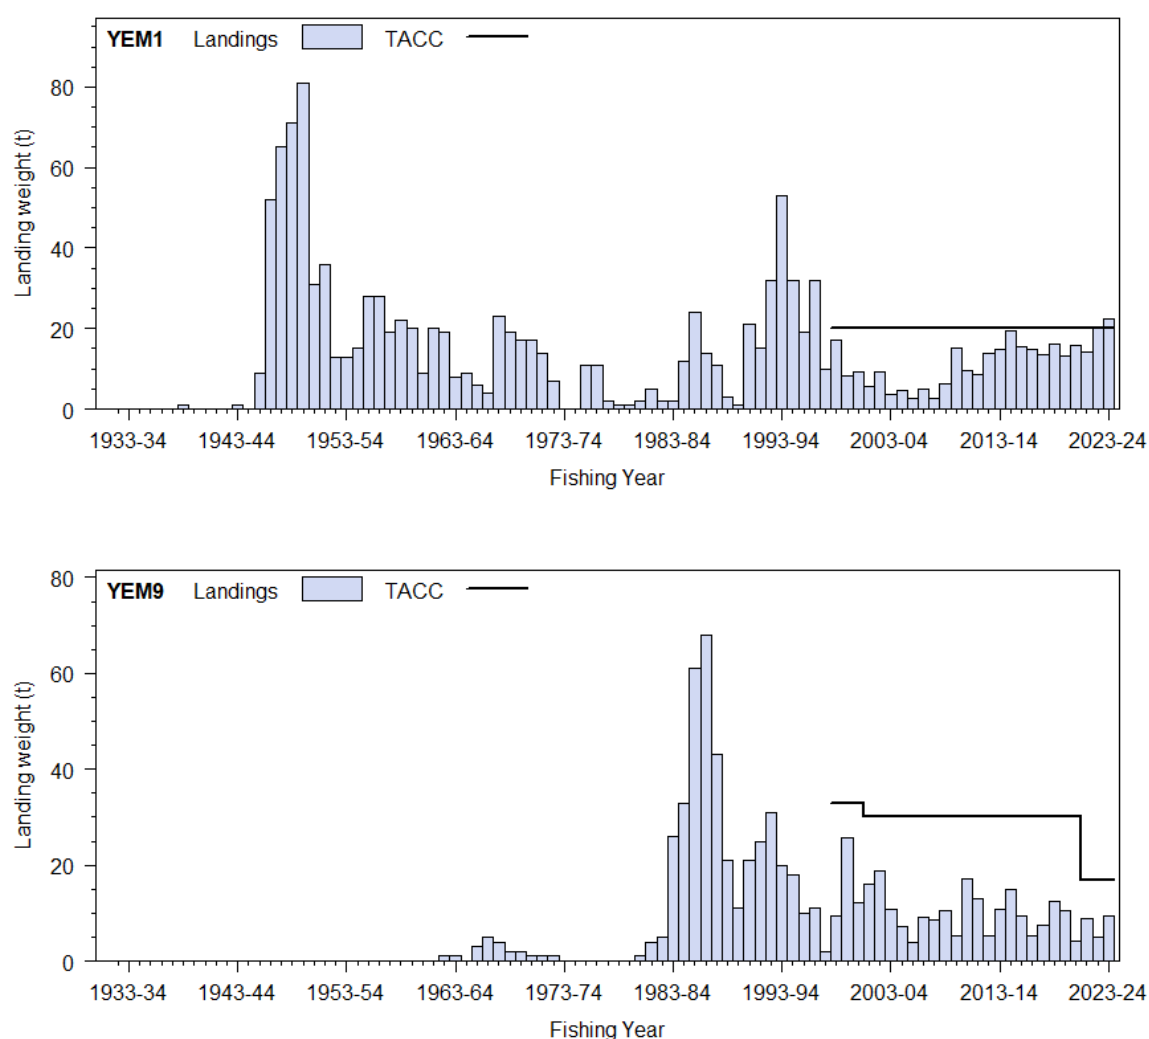 YEM1 Landings TACC
80
60
40
20
0
Landing weight (t)
1933-34 1943-44 1953-54 1963-64 1973-74 1983-84 1993-94 2003-04 2013-14 2023-24
Fishing Year
YEM9 Landings TACC
80
60
40
20
0
Landing weight (t)
1933-34 1943-44 1953-54 1963-64 1973-74 1983-84 1993-94 2003-04 2013-14 2023-24
Fishing Year